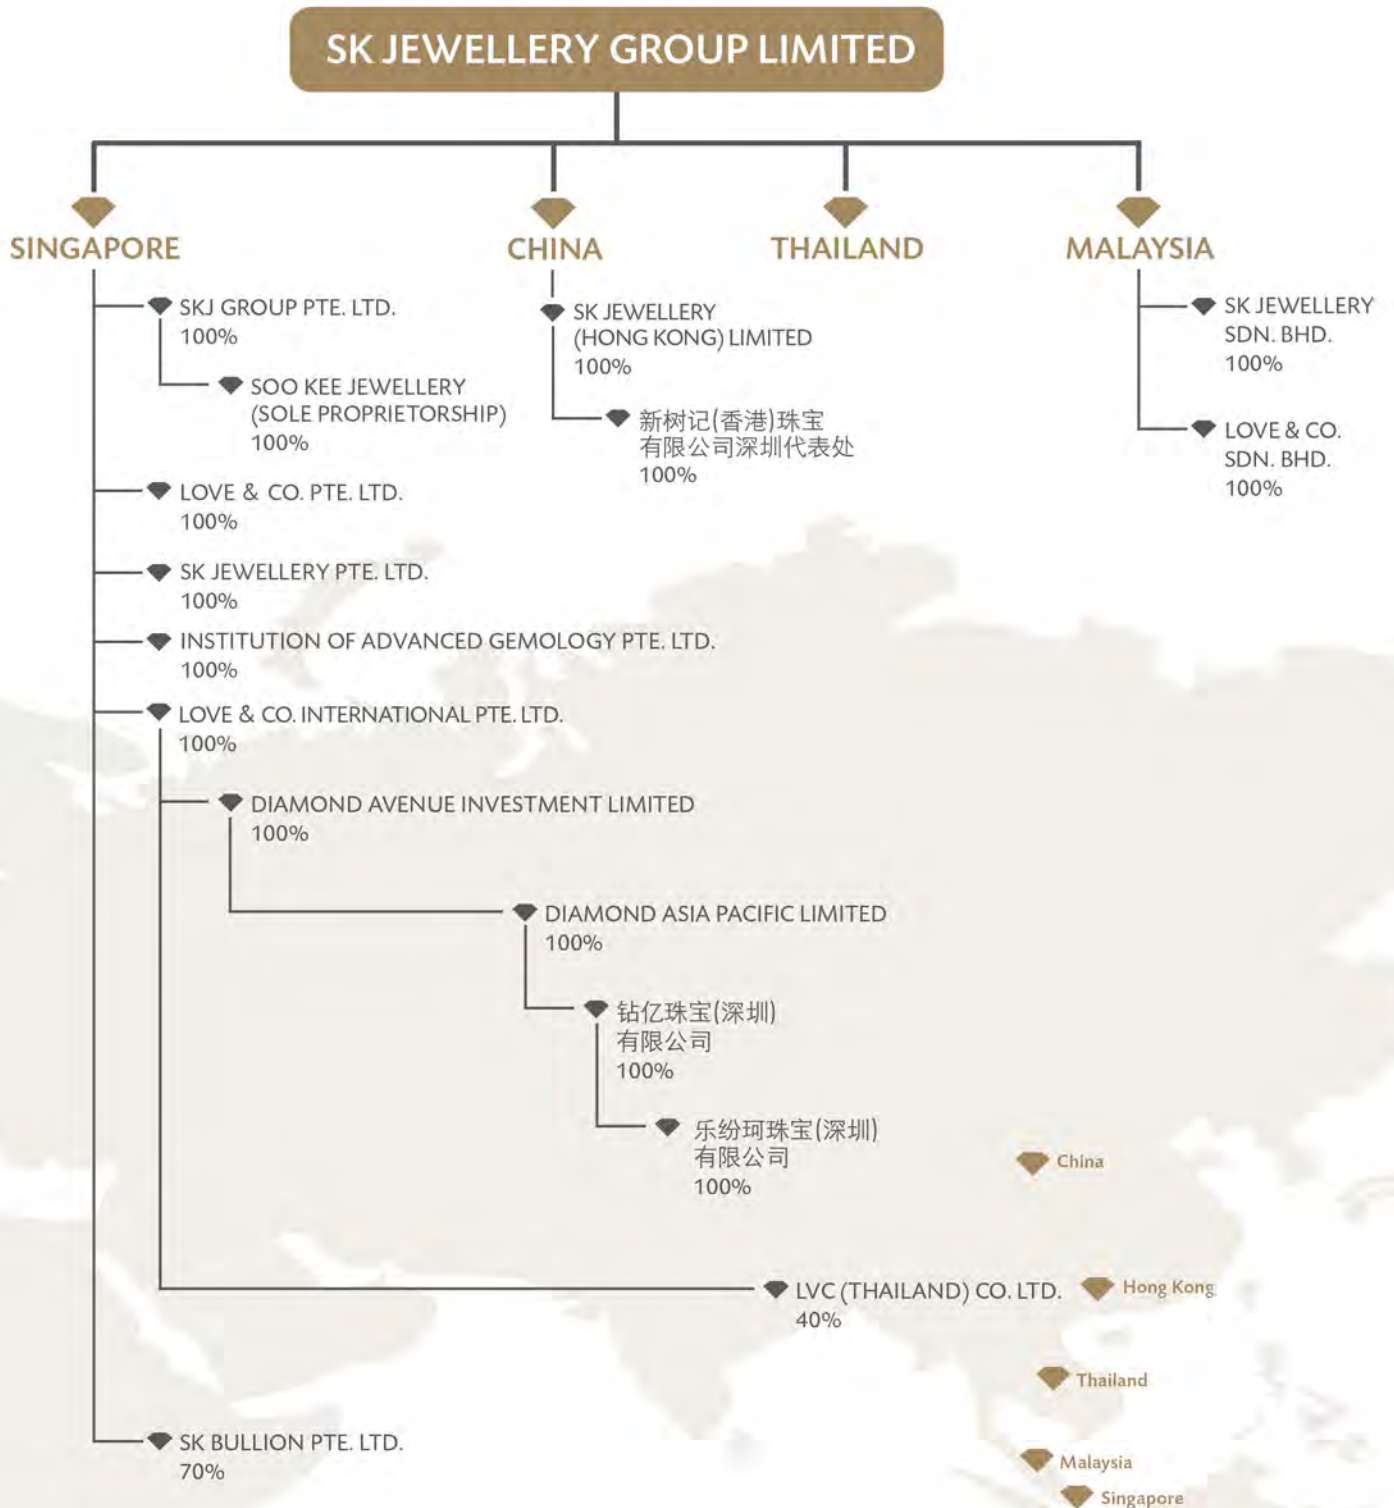 SK JEWELLERY GROUP LIMITED
SINGAPORE
CHINA
THAILAND
MALAYSIA
SKJ GROUP PTE. LTD.
100%
SOO KEE JEWELLERY
(SOLE PROPRIETORSHIP)
100%
LOVE & CO. PTE. LTD.
100%
SK JEWELLERY PTE. LTD.
100%
INSTITUTION OF ADVANCED GEMOLOGY PTE. LTD.
100%
LOVE & CO. INTERNATIONAL PTE. LTD.
100%
DIAMOND AVENUE INVESTMENT LIMITED
100%
DIAMOND ASIA PACIFIC LIMITED
100%
钻亿珠宝(深圳)
有限公司
100%
乐纷珂珠宝(深圳)
有限公司
100%
LVC (THAILAND) CO. LTD.
40%
SK BULLION PTE. LTD.
70%
SK JEWELLERY
(HONG KONG) LIMITED
100%
新树记(香港)珠宝
有限公司深圳代表处
100%
SK JEWELLERY
SDN. BHD.
100%
LOVE & CO.
SDN. BHD.
100%
China
Hong Kong
Thailand
Malaysia
Singapore